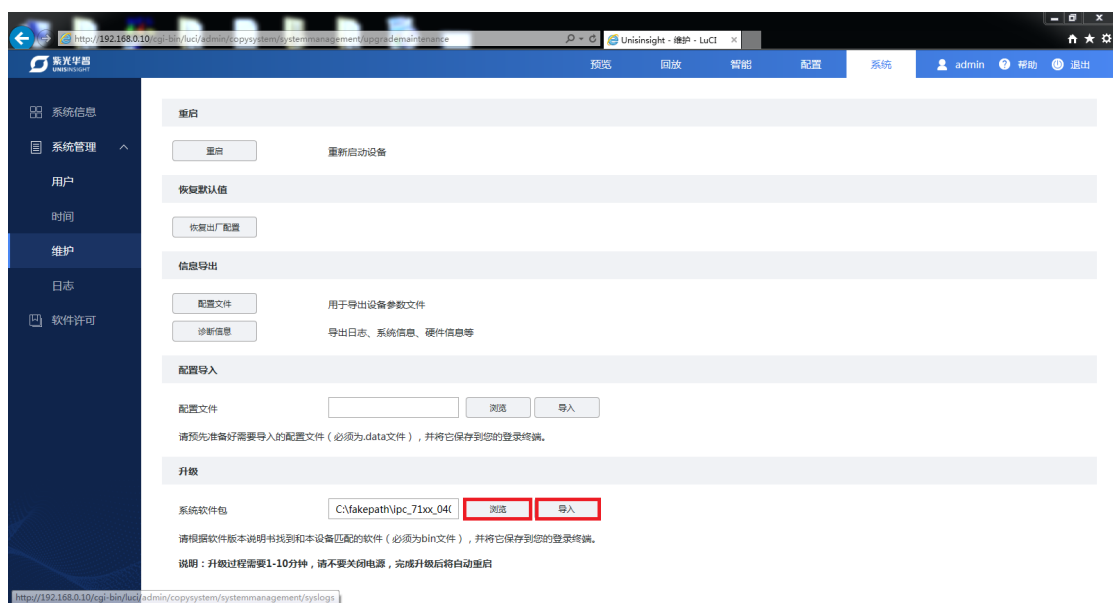 http://192.168.0.10/cgi-bin/luci/admin/copysystem/systemmanagement/upgrademaintenance
Unisinsight - 维护 - LuCI
紫光华智
UNISINSIGHT
预览 回放 智能 配置 系统 admin 帮助 退出
系统信息
系统管理
用户
时间
维护
日志
软件许可
重启
重启 重新启动设备
恢复默认值
恢复出厂配置
信息导出
配置文件 用于导出设备参数文件
诊断信息 导出日志、系统信息、硬件信息等
配置导入
配置文件 浏览 导入
请预先准备好需要导入的配置文件（必须为.data文件），并将它保存到您的登录终端。
升级
系统软件包 C:\fakepath\ipc_71xx_04( 浏览 导入
请根据软件版本说明书找到和本设备匹配的软件（必须为bin文件），并将它保存到您的登录终端。
说明：升级过程需要1-10分钟，请不要关闭电源，完成升级后将自动重启
http://192.168.0.10/cgi-bin/luci/admin/copysystem/systemmanagement/syslogs